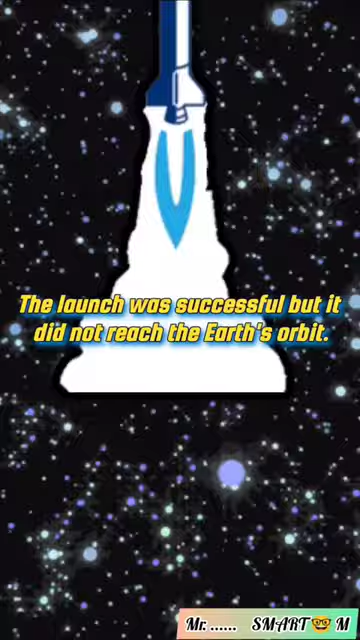 The launch was successful but it
did not reach the Earth's orbit.
Mr. ...... SMART🤓 M